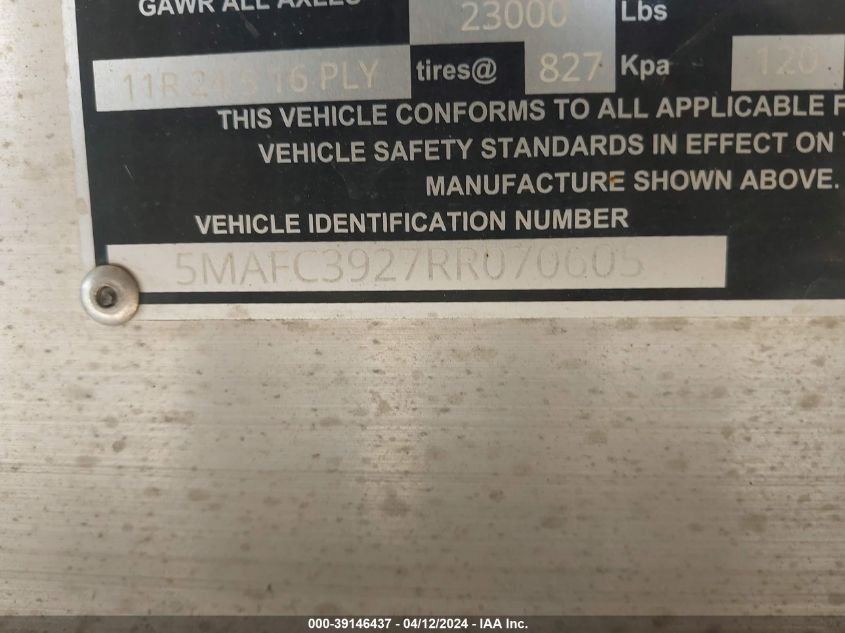 GAWR ALL AXLES 23000 Lbs
11R 24.5 16 PLY tires@ 827 Kpa 120
THIS VEHICLE CONFORMS TO ALL APPLICABLE F
VEHICLE SAFETY STANDARDS IN EFFECT ON T
MANUFACTURE SHOWN ABOVE.
VEHICLE IDENTIFICATION NUMBER
5MAFC3927RR070605
000-39146437 - 04/12/2024 - IAA Inc.